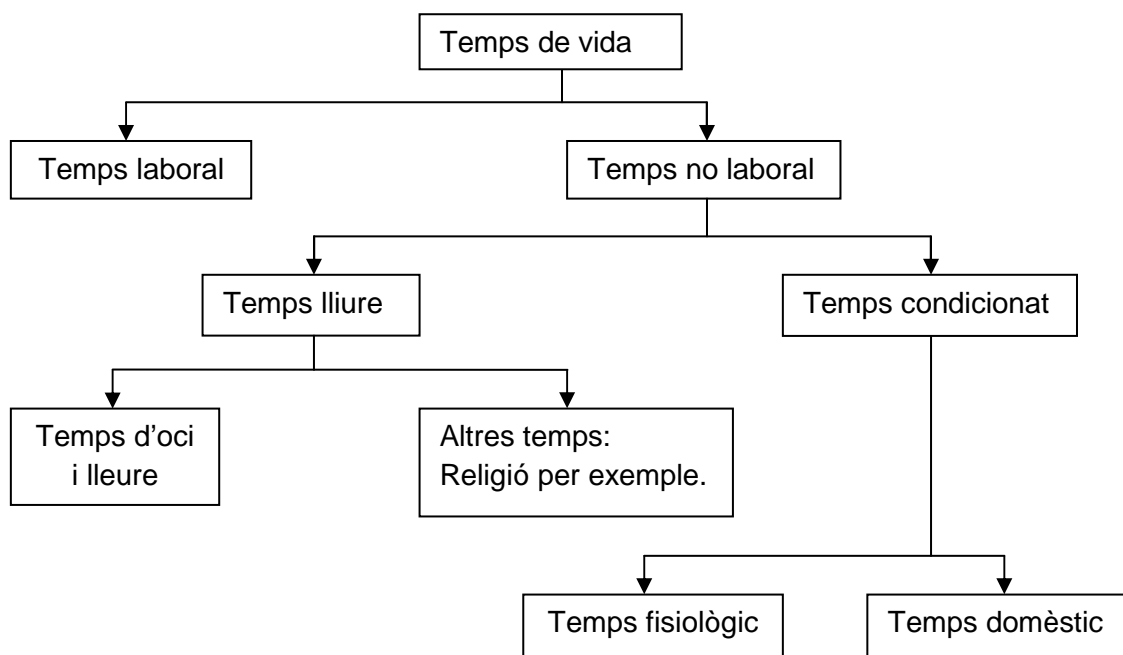 Temps de vida
Temps laboral
Temps no laboral
Temps lliure
Temps condicionat
Temps d’oci
i lleure
Altres temps:
Religió per exemple.
Temps fisiològic
Temps domèstic